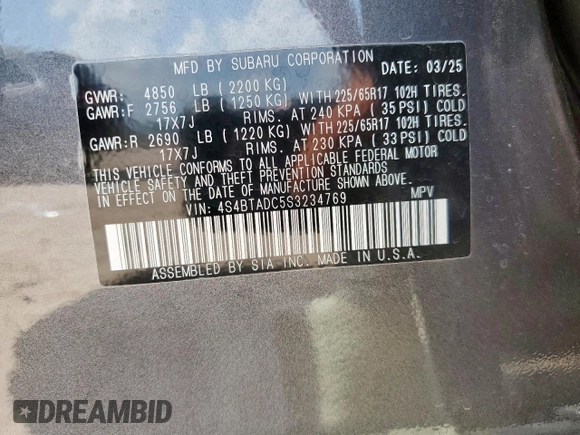 MFD BY SUBARU CORPORATION
DATE: 03/25
GVWR: 4850 LB (2200 KG)
GAWR:F 2756 LB (1250 KG) WITH 225/65R17 102H TIRES.
17X7J RIMS. AT 240 KPA (35 PSI) COLD
GAWR:R 2690 LB (1220 KG) WITH 225/65R17 102H TIRES.
17X7J RIMS. AT 230 KPA (33 PSI) COLD
THIS VEHICLE CONFORMS TO ALL APPLICABLE FEDERAL MOTOR
VEHICLE SAFETY AND THEFT PREVENTION STANDARDS
IN EFFECT ON THE DATE OF MANUFACTURE SHOWN ABOVE.
VIN: 4S4BTADC5S3234769 MPV
ASSEMBLED BY SIA INC. MADE IN U.S.A.
DREAMBID